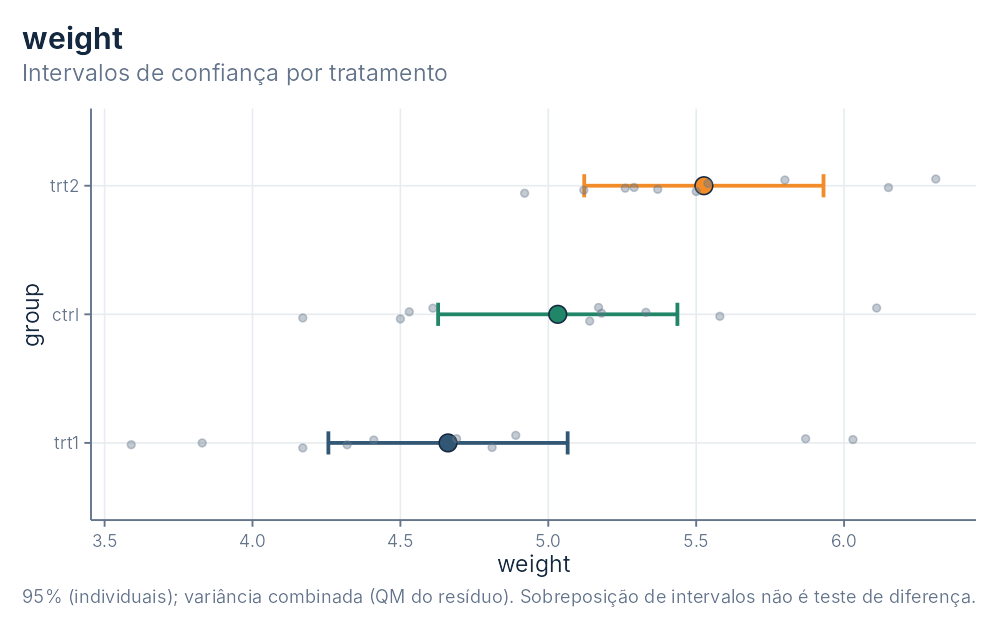 weight
Intervalos de confiança por tratamento
trt2
ctrl
trt1
group
3.5 4.0 4.5 5.0 5.5 6.0
weight
95% (individuais); variância combinada (QM do resíduo). Sobreposição de intervalos não é teste de diferença.